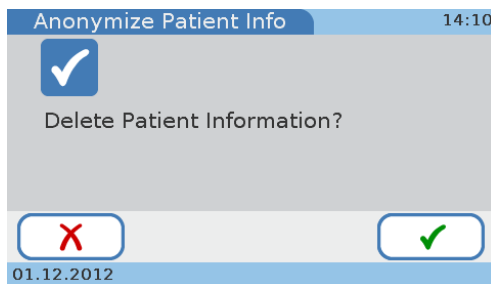 Anonymize Patient Info
14:10
Delete Patient Information?
01.12.2012